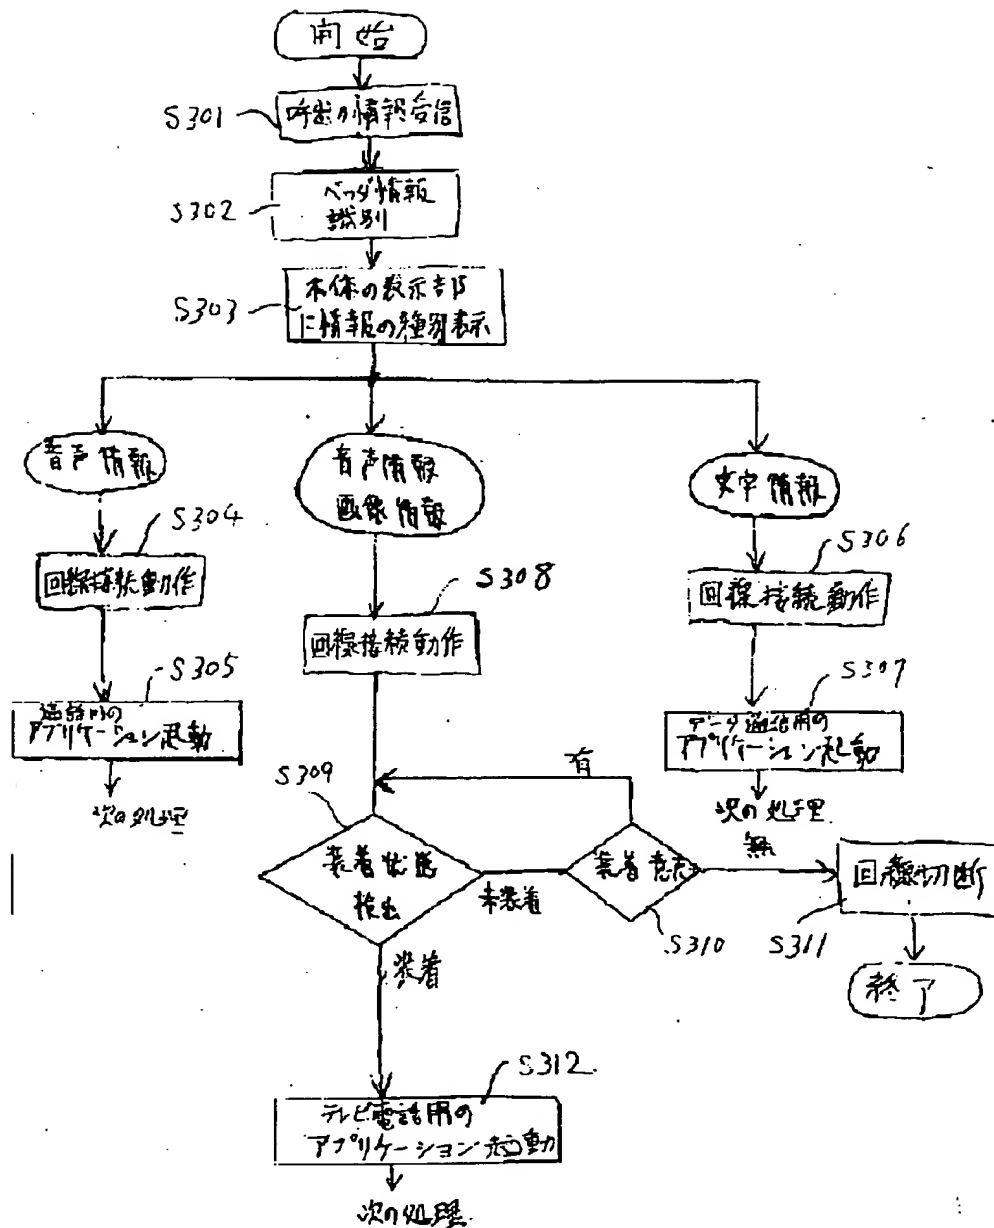 開始
S301
呼出の情報受信
S302
ヘッダ情報
識別
S303
本体の表示部
に情報の種別表示
音声情報
音声情報
画像情報
文字情報
S304
回線接続動作
S308
回線接続動作
S306
回線接続動作
S305
通話用の
アプリケーション起動
次の処理
S307
データ通信用の
アプリケーション起動
次の処理
S309
装着状態
検出
未装着
有
装着意志
S310
無
回線切断
S311
終了
装着
S312
テレビ電話用の
アプリケーション起動
次の処理